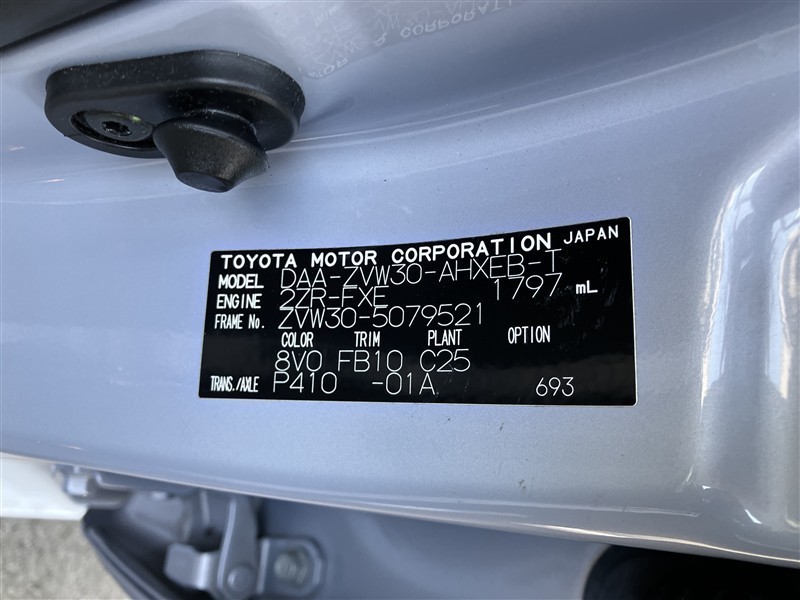 TOYOTA MOTOR CORPORATION JAPAN
MODEL DAA-ZVW30-AHXEB-T
ENGINE 2ZR-FXE 1797 mL
FRAME No. ZVW30-5079521
COLOR TRIM PLANT OPTION
8V0 FB10 C25
TRANS./AXLE P410 -01A 693